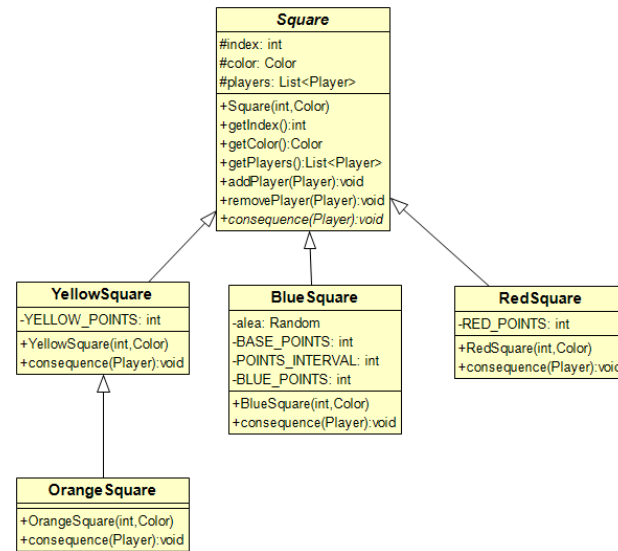 Square
#index: int
#color: Color
#players: List<Player>
+Square(int,Color)
+getIndex():int
+getColor():Color
+getPlayers():List<Player>
+addPlayer(Player):void
+removePlayer(Player):void
+consequence(Player):void
YellowSquare
-YELLOW_POINTS: int
+YellowSquare(int,Color)
+consequence(Player):void
BlueSquare
-alea: Random
-BASE_POINTS: int
-POINTS_INTERVAL: int
-BLUE_POINTS: int
+BlueSquare(int,Color)
+consequence(Player):void
RedSquare
-RED_POINTS: int
+RedSquare(int,Color)
+consequence(Player):void
OrangeSquare
+OrangeSquare(int,Color)
+consequence(Player):void